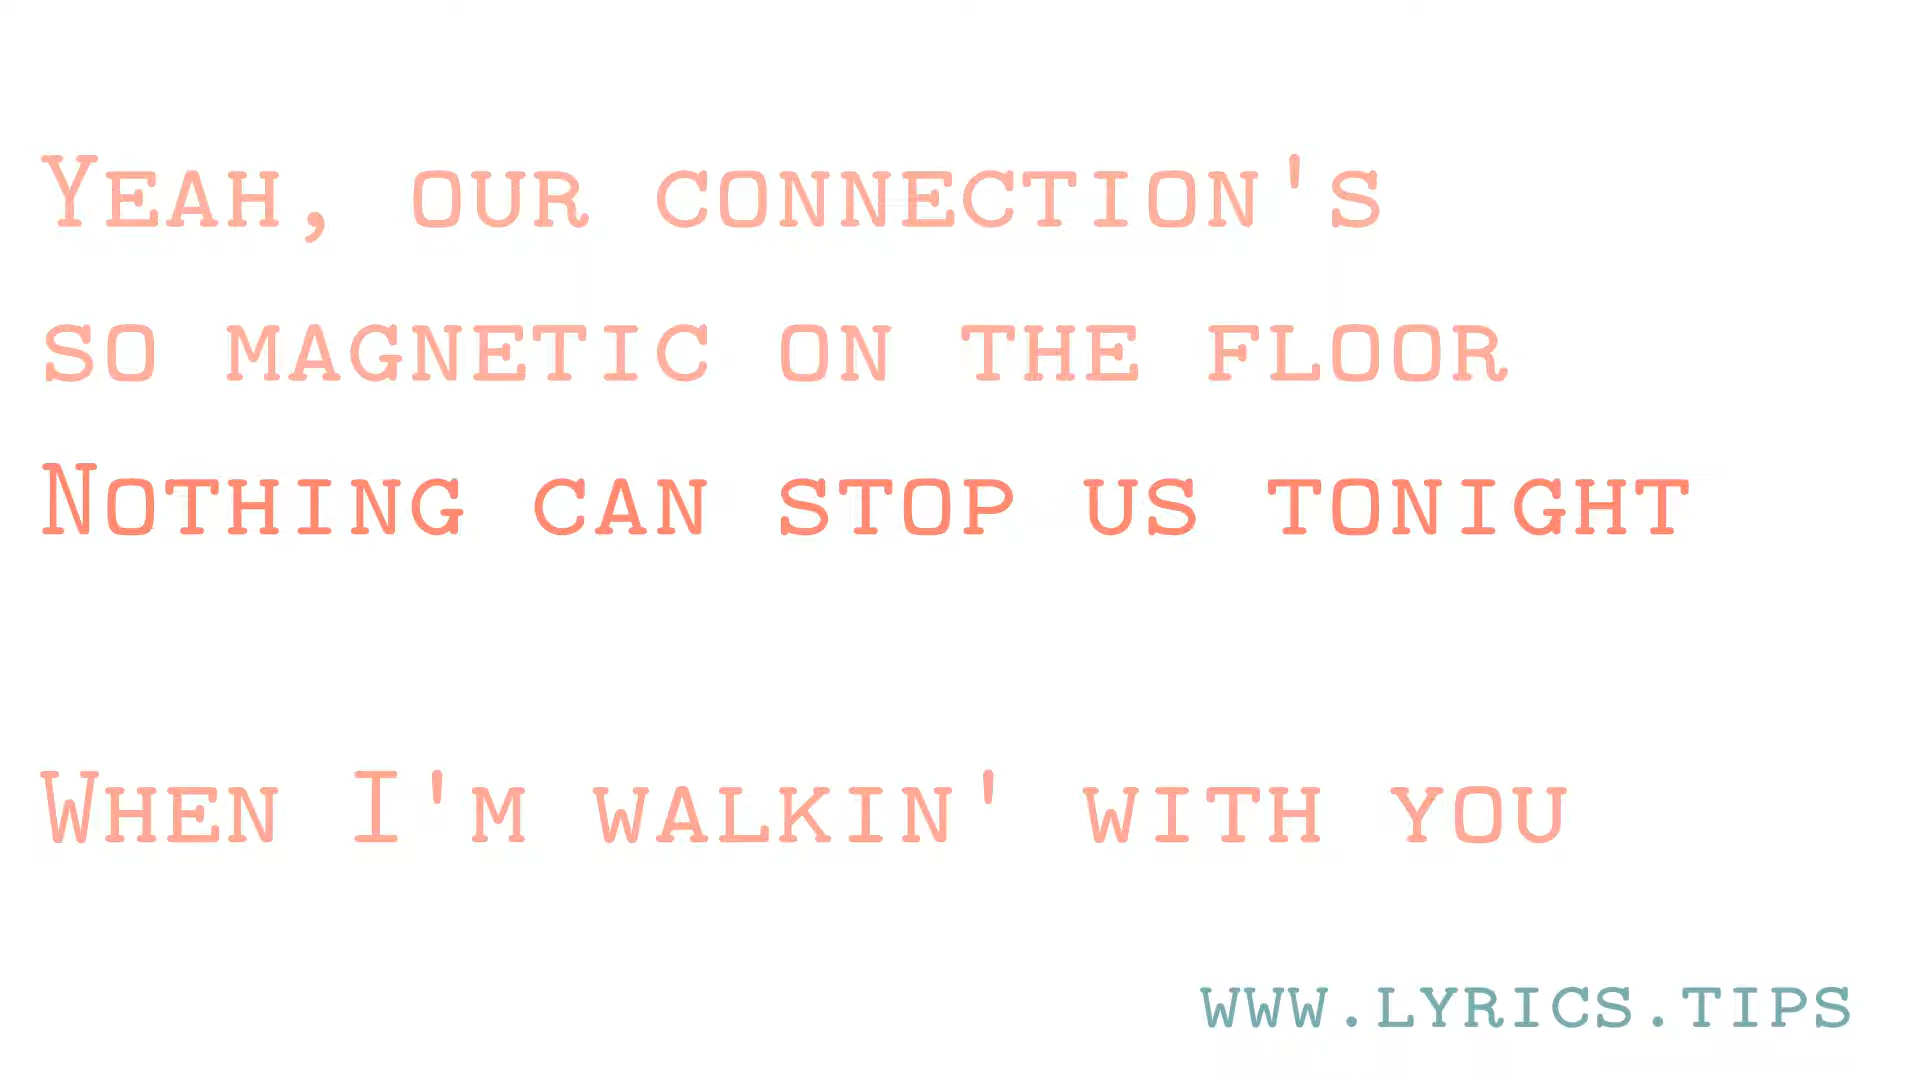 Yeah, our connection's
so magnetic on the floor
Nothing can stop us tonight
When I'm walkin' with you
www.lyrics.tips